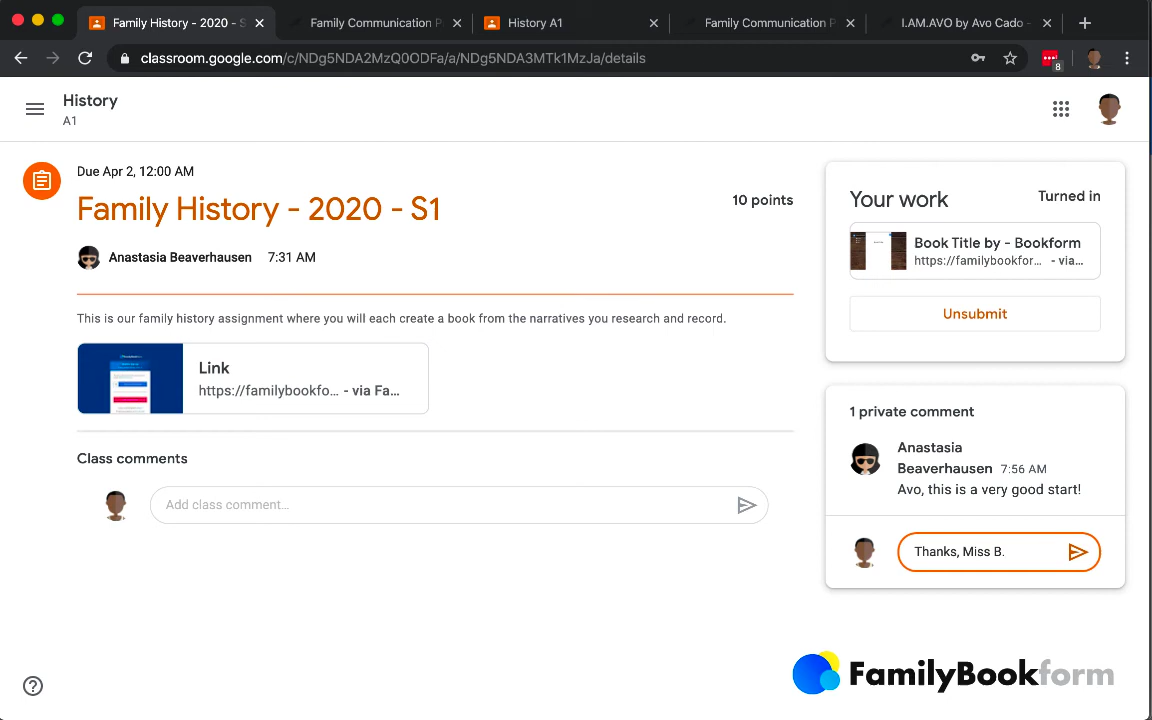 Family History - 2020 - S
Family Communication P
History A1
Family Communication P
I.AM.AVO by Avo Cado -
classroom.google.com/c/NDg5NDA2MzQ0ODFa/a/NDg5NDA3MTk1MzJa/details
8
History
A1
Due Apr 2, 12:00 AM
Family History - 2020 - S1
10 points
Anastasia Beaverhausen 7:31 AM
This is our family history assignment where you will each create a book from the narratives you research and record.
Link
https://familybookfo... - via Fa...
Class comments
Add class comment...
Your work
Turned in
Book Title by - Bookform
https://familybookfor... - via...
Unsubmit
1 private comment
Anastasia
Beaverhausen 7:56 AM
Avo, this is a very good start!
Thanks, Miss B.
FamilyBookform